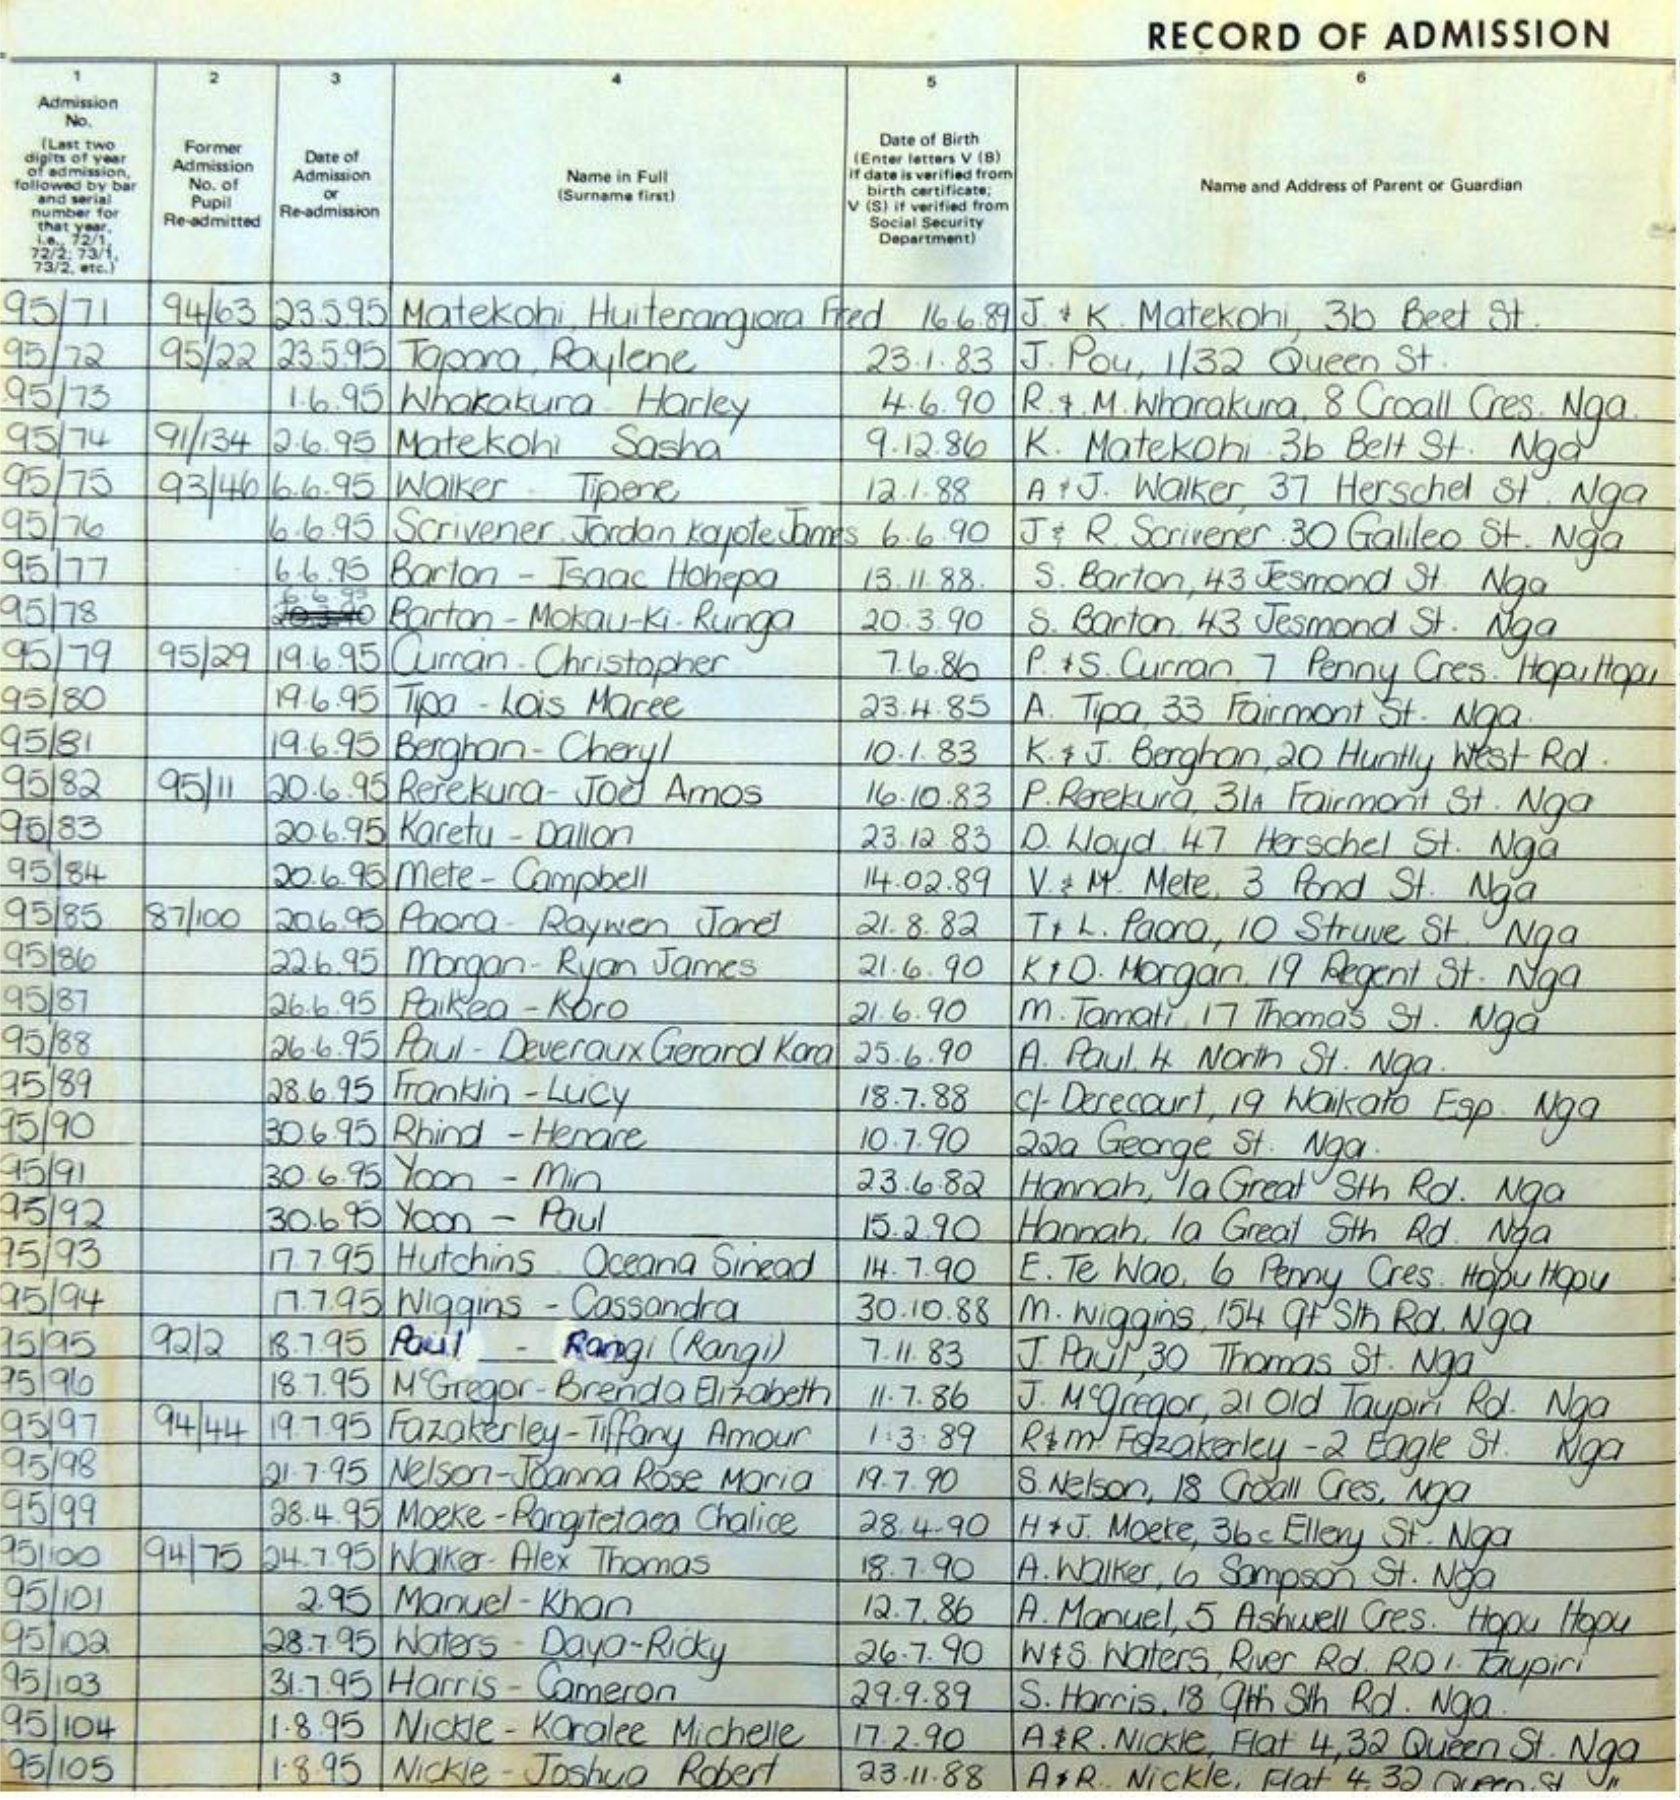 RECORD OF ADMISSION
1 2 3 4 5 6
Admission No. (Last two digits of year of admission, followed by bar and serial number for that year, i.e., 72/1, 72/2; 73/1, 73/2, etc.)
Former Admission No. of Pupil Re-admitted
Date of Admission or Re-admission
Name in Full (Surname first)
Date of Birth (Enter letters V (B) if date is verified from birth certificate; V (S) if verified from Social Security Department)
Name and Address of Parent or Guardian
95/71 94/63 23.5.95 Matekohi, Huiterangiora Fred 16.6.89 J. & K. Matekohi, 3b Beet St.
95/72 95/22 23.5.95 Tapara, Raylene 23.1.83 J. Pou, 1/32 Queen St.
95/73 1.6.95 Whakakura Harley 4.6.90 R. & M. Wharakura, 8 Croall Cres. Nga.
95/74 91/134 2.6.95 Matekohi Sasha 9.12.86 K. Matekohi 3b Belt St. Nga
95/75 93/46 6.6.95 Walker - Tipene 12.1.88 A & J. Walker, 37 Herschel St. Nga
95/76 6.6.95 Scrivener, Jordan Kayote James 6.6.90 J & R. Scrivener 30 Galileo St. Nga
95/77 6.6.95 Barton - Isaac Hohepa 13.11.88. S. Barton, 43 Jesmond St. Nga
95/78 6.6.95 Barton - Mokau-Ki-Runga 20.3.90 S. Barton, 43 Jesmond St. Nga
95/79 95/29 19.6.95 Curran - Christopher 7.6.86 P. & S. Curran 7 Penny Cres. Hopu Hopu
95/80 19.6.95 Tipa - Lois Maree 23.4.85 A. Tipa, 33 Fairmont St. Nga.
95/81 19.6.95 Berghan - Cheryl 10.1.83 K. & J. Berghan, 20 Huntly West Rd.
95/82 95/11 20.6.95 Rerekura - Joel Amos 16.10.83 P. Rerekura, 31A Fairmont St. Nga
95/83 20.6.95 Karetu - Dallon 23.12.83 D. Lloyd 47 Herschel St. Nga
95/84 20.6.95 Mete - Campbell 14.02.89 V. & M. Mete, 3 Pond St. Nga
95/85 87/100 20.6.95 Paora - Raywen Janel 21.8.82 T & L. Paora, 10 Struve St. Nga
95/86 22.6.95 Morgan - Ryan James 21.6.90 K & D. Morgan, 19 Regent St. Nga
95/87 26.6.95 Paikea - Koro 21.6.90 M. Tamati, 17 Thomas St. Nga
95/88 26.6.95 Paul - Deveraux Gerard Kara 25.6.90 A. Paul, 4 North St. Nga.
95/89 28.6.95 Franklin - Lucy 18.7.88 c/- Derecourt, 19 Waikato Esp. Nga
95/90 30.6.95 Rhind - Henare 10.7.90 22a George St. Nga.
95/91 30.6.95 Yoon - Min 23.6.82 Hannah, 1a Great Sth Rd. Nga
95/92 30.6.95 Yoon - Paul 15.2.90 Hannah, 1a Great Sth Rd. Nga
95/93 17.7.95 Hutchins Oceana Sinead 14.7.90 E. Te Wao, 6 Penny Cres. Hopu Hopu
95/94 17.7.95 Wiggins - Cassandra 30.10.88 M. Wiggins, 154 Gt Sth Rd. Nga
95/95 92/2 18.7.95 Paul - Rangi (Rangi) 7.11.83 J. Paul, 30 Thomas St. Nga
95/96 18.7.95 McGregor - Brenda Elizabeth 11.7.86 J. McGregor, 21 Old Taupiri Rd. Nga
95/97 94/44 19.7.95 Fazakerley - Tiffany Amour 1.3.89 R & M Fazakerley - 2 Eagle St. Nga
95/98 21.7.95 Nelson - Joanna Rose Maria 19.7.90 S. Nelson, 18 Croall Cres, Nga
95/99 28.4.95 Moeke - Rangitetaea Chalice 28.4.90 H & J. Moeke, 36c Ellery St. Nga
95/100 94/75 24.7.95 Walker - Alex Thomas 18.7.90 A. Walker, 6 Sampson St. Nga
95/101 2.95 Manuel - Khan 12.7.86 A. Manuel, 5 Ashwell Cres. Hopu Hopu
95/102 28.7.95 Waters - Daya-Ricky 26.7.90 W & S. Waters, River Rd. RD1. Taupiri
95/103 31.7.95 Harris - Cameron 29.9.89 S. Harris, 18 Gth Sth Rd. Nga.
95/104 1.8.95 Nickle - Karalee Michelle 17.2.90 A & R. Nickle, Flat 4, 32 Queen St. Nga
95/105 1.8.95 Nickle - Joshua Robert 23.11.88 A & R. Nickle, Flat 4, 32 Queen St "